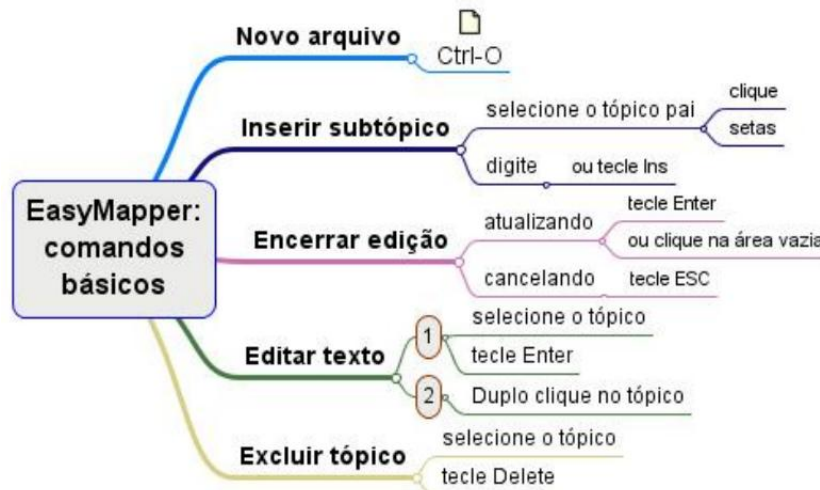 EasyMapper:
comandos
básicos
Novo arquivo
Ctrl-O
Inserir subtópico
selecione o tópico pai
clique
setas
digite
ou tecle Ins
Encerrar edição
atualizando
tecle Enter
ou clique na área vazia
cancelando
tecle ESC
Editar texto
1
selecione o tópico
tecle Enter
2
Duplo clique no tópico
Excluir tópico
selecione o tópico
tecle Delete